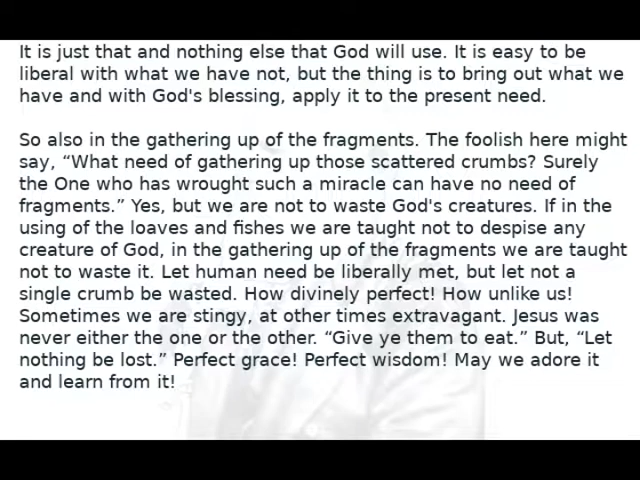 It is just that and nothing else that God will use. It is easy to be
liberal with what we have not, but the thing is to bring out what we
have and with God's blessing, apply it to the present need.
So also in the gathering up of the fragments. The foolish here might
say, “What need of gathering up those scattered crumbs? Surely
the One who has wrought such a miracle can have no need of
fragments.” Yes, but we are not to waste God's creatures. If in the
using of the loaves and fishes we are taught not to despise any
creature of God, in the gathering up of the fragments we are taught
not to waste it. Let human need be liberally met, but let not a
single crumb be wasted. How divinely perfect! How unlike us!
Sometimes we are stingy, at other times extravagant. Jesus was
never either the one or the other. “Give ye them to eat.” But, “Let
nothing be lost.” Perfect grace! Perfect wisdom! May we adore it
and learn from it!